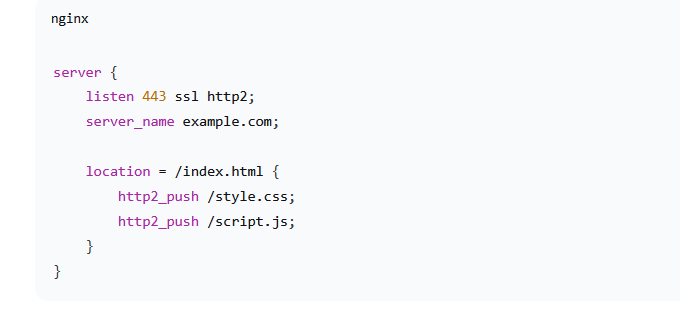 nginx
server {
    listen 443 ssl http2;
    server_name example.com;
    location = /index.html {
        http2_push /style.css;
        http2_push /script.js;
    }
}